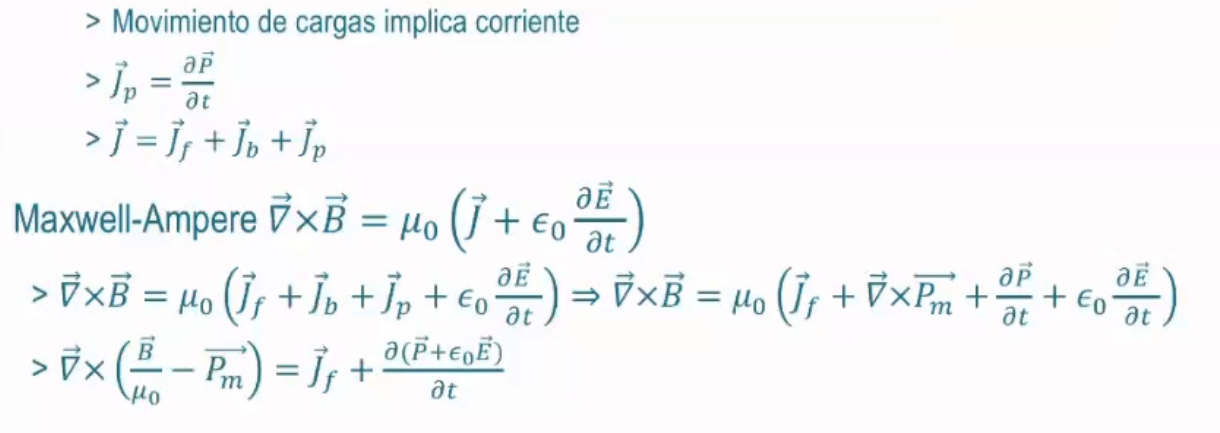 > Movimiento de cargas implica corriente
> $\vec{J}_p = \frac{\partial \vec{P}}{\partial t}$
> $\vec{J} = \vec{J}_f + \vec{J}_b + \vec{J}_p$
Maxwell-Ampere $\vec{\nabla} \times \vec{B} = \mu_0 \left( \vec{J} + \epsilon_0 \frac{\partial \vec{E}}{\partial t} \right)$
> $\vec{\nabla} \times \vec{B} = \mu_0 \left( \vec{J}_f + \vec{J}_b + \vec{J}_p + \epsilon_0 \frac{\partial \vec{E}}{\partial t} \right) \Rightarrow \vec{\nabla} \times \vec{B} = \mu_0 \left( \vec{J}_f + \vec{\nabla} \times \overrightarrow{P_m} + \frac{\partial \vec{P}}{\partial t} + \epsilon_0 \frac{\partial \vec{E}}{\partial t} \right)$
> $\vec{\nabla} \times \left( \frac{\vec{B}}{\mu_0} - \overrightarrow{P_m} \right) = \vec{J}_f + \frac{\partial (\vec{P} + \epsilon_0 \vec{E})}{\partial t}$